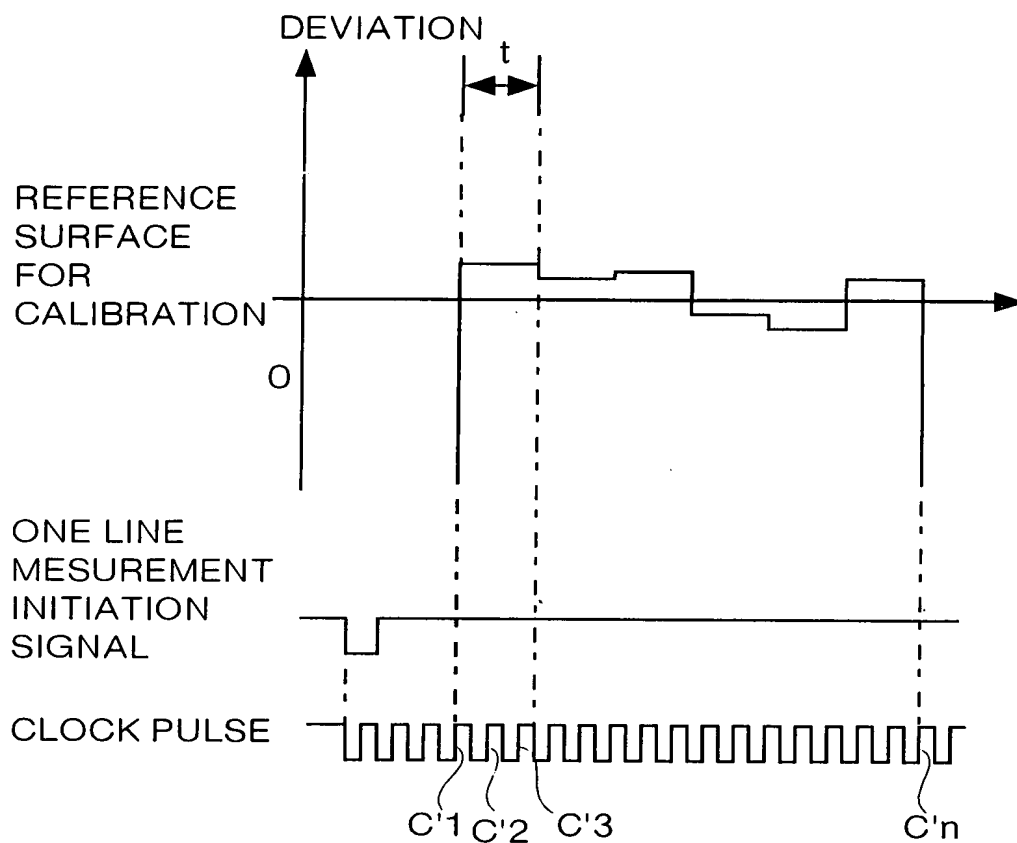 DEVIATION
t
REFERENCE
SURFACE
FOR
CALIBRATION
O
ONE LINE
MESUREMENT
INITIATION
SIGNAL
CLOCK PULSE
C'1 C'2 C'3 C'n